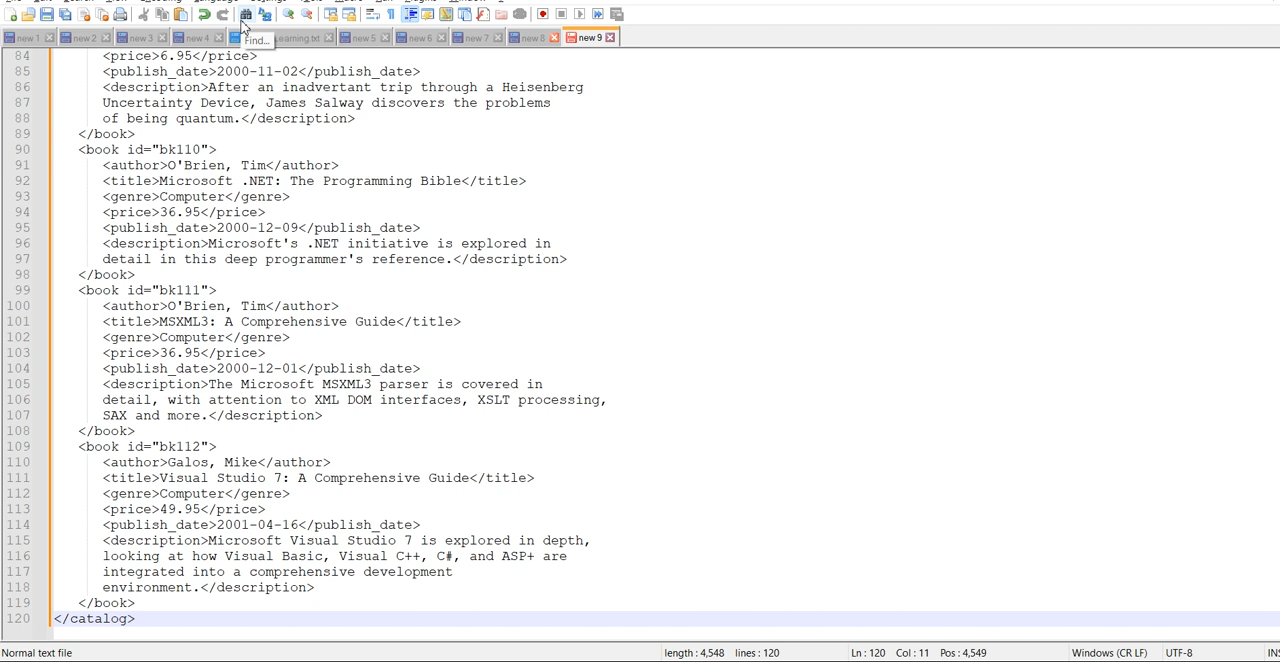 new 1 new 2 new 3 new 4 earning.txt new 5 new 6 new 7 new 8 new 9
Find...
84 <price>6.95</price>
85 <publish_date>2000-11-02</publish_date>
86 <description>After an inadvertant trip through a Heisenberg
87 Uncertainty Device, James Salway discovers the problems
88 of being quantum.</description>
89 </book>
90 <book id="bk110">
91 <author>O'Brien, Tim</author>
92 <title>Microsoft .NET: The Programming Bible</title>
93 <genre>Computer</genre>
94 <price>36.95</price>
95 <publish_date>2000-12-09</publish_date>
96 <description>Microsoft's .NET initiative is explored in
97 detail in this deep programmer's reference.</description>
98 </book>
99 <book id="bk111">
100 <author>O'Brien, Tim</author>
101 <title>MSXML3: A Comprehensive Guide</title>
102 <genre>Computer</genre>
103 <price>36.95</price>
104 <publish_date>2000-12-01</publish_date>
105 <description>The Microsoft MSXML3 parser is covered in
106 detail, with attention to XML DOM interfaces, XSLT processing,
107 SAX and more.</description>
108 </book>
109 <book id="bk112">
110 <author>Galos, Mike</author>
111 <title>Visual Studio 7: A Comprehensive Guide</title>
112 <genre>Computer</genre>
113 <price>49.95</price>
114 <publish_date>2001-04-16</publish_date>
115 <description>Microsoft Visual Studio 7 is explored in depth,
116 looking at how Visual Basic, Visual C++, C#, and ASP+ are
117 integrated into a comprehensive development
118 environment.</description>
119 </book>
120 </catalog>
Normal text file length : 4,548 lines : 120 Ln : 120 Col : 11 Pos : 4,549 Windows (CR LF) UTF-8 INS